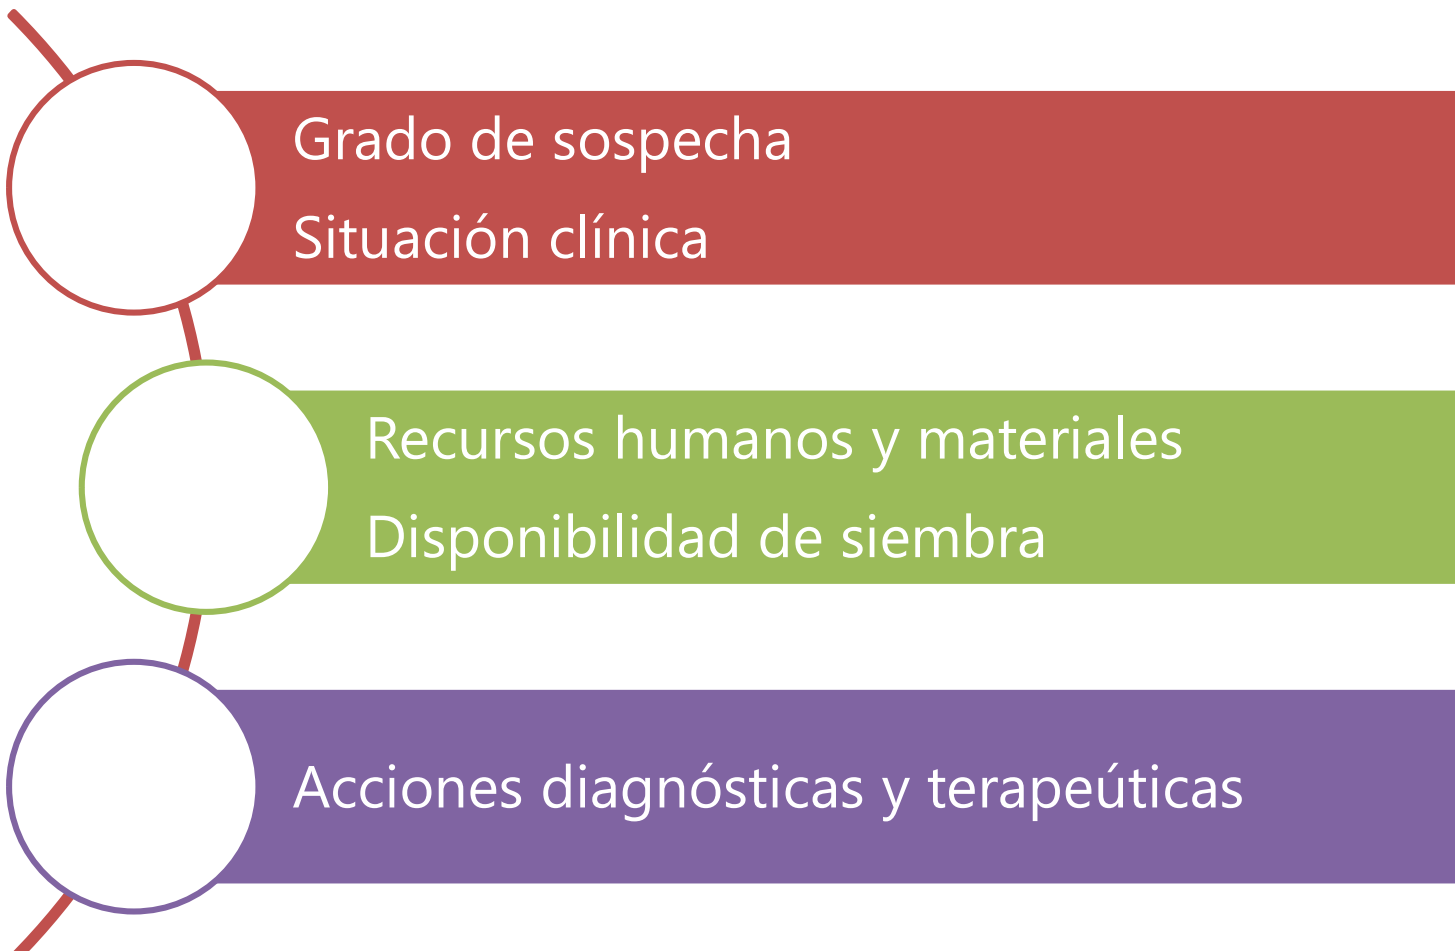 Grado de sospecha
Situación clínica
Recursos humanos y materiales
Disponibilidad de siembra
Acciones diagnósticas y terapeúticas